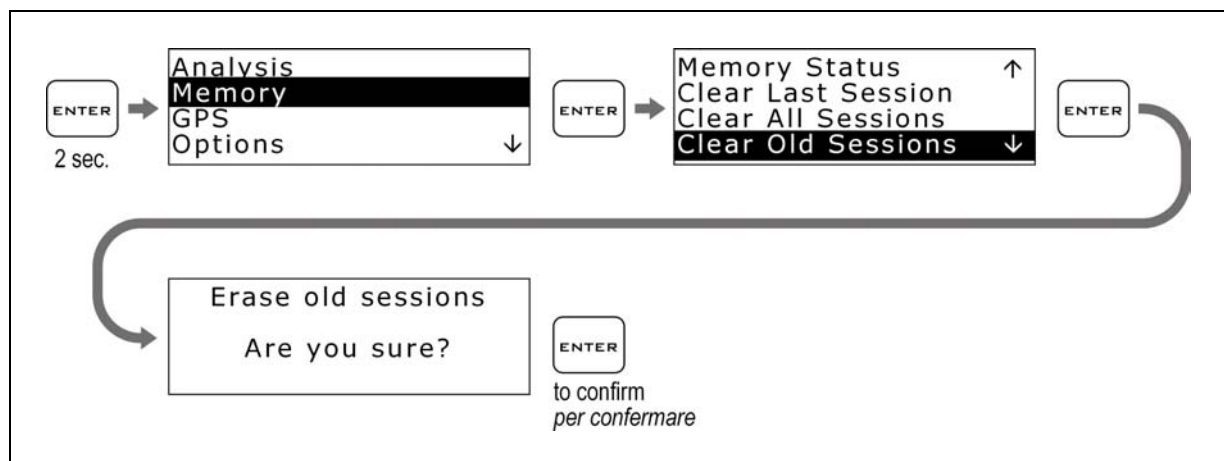 ENTER
2 sec.
Analysis
Memory
GPS
Options ↓
ENTER
Memory Status ↑
Clear Last Session
Clear All Sessions
Clear Old Sessions ↓
ENTER
Erase old sessions
Are you sure?
ENTER
to confirm
per confermare